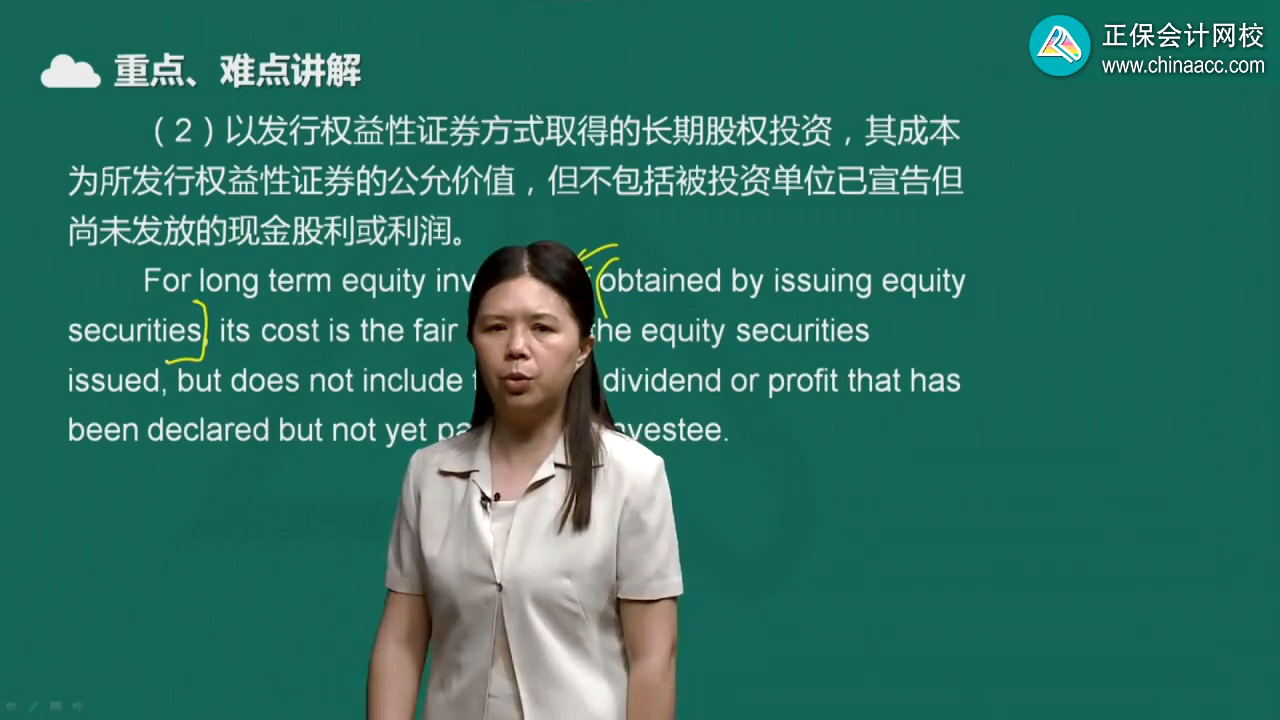 正保会计网校
www.chinaacc.com
重点、难点讲解
（2）以发行权益性证券方式取得的长期股权投资，其成本
为所发行权益性证券的公允价值，但不包括被投资单位已宣告但
尚未发放的现金股利或利润。
For long term equity obtained by issuing equity
securities, its cost is the fair the equity securities
issued, but does not include dividend or profit that has
been declared but not yet investee.